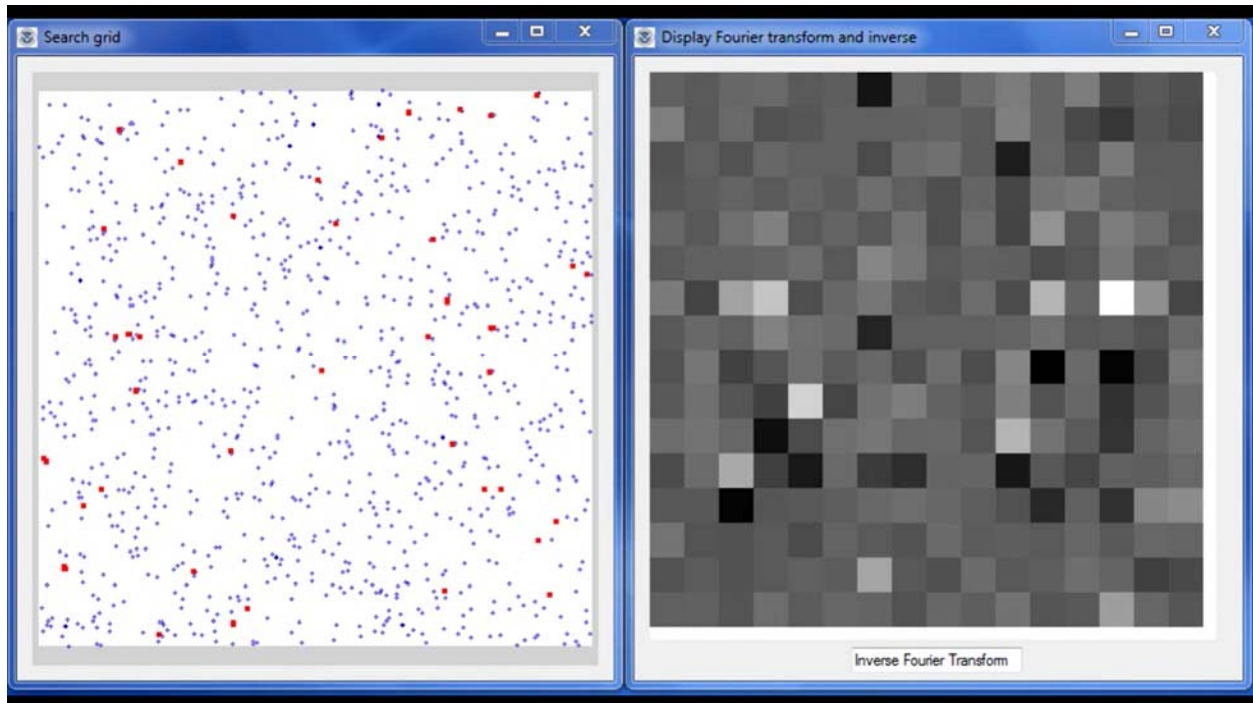 Search grid
Display Fourier transform and inverse
Inverse Fourier Transform